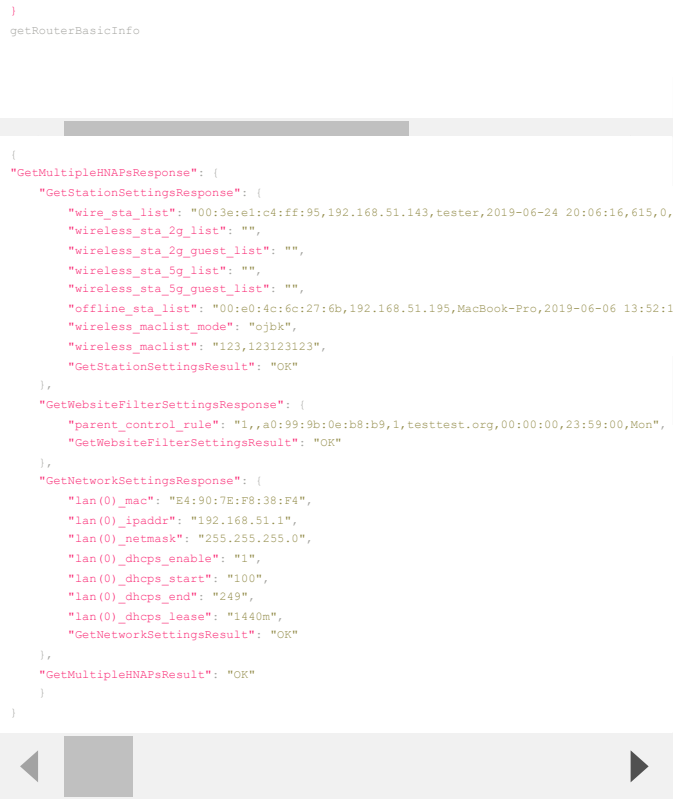 }
getRouterBasicInfo
{
"GetMultipleHNAPsResponse": {
"GetStationSettingsResponse": {
"wire_sta_list": "00:3e:e1:c4:ff:95,192.168.51.143,tester,2019-06-24 20:06:16,615,0,
"wireless_sta_2g_list": "",
"wireless_sta_2g_guest_list": "",
"wireless_sta_5g_list": "",
"wireless_sta_5g_guest_list": "",
"offline_sta_list": "00:e0:4c:6c:27:6b,192.168.51.195,MacBook-Pro,2019-06-06 13:52:1
"wireless_maclist_mode": "ojbk",
"wireless_maclist": "123,123123123",
"GetStationSettingsResult": "OK"
},
"GetWebsiteFilterSettingsResponse": {
"parent_control_rule": "1,,a0:99:9b:0e:b8:b9,1,testtest.org,00:00:00,23:59:00,Mon",
"GetWebsiteFilterSettingsResult": "OK"
},
"GetNetworkSettingsResponse": {
"lan(0)_mac": "E4:90:7E:F8:38:F4",
"lan(0)_ipaddr": "192.168.51.1",
"lan(0)_netmask": "255.255.255.0",
"lan(0)_dhcps_enable": "1",
"lan(0)_dhcps_start": "100",
"lan(0)_dhcps_end": "249",
"lan(0)_dhcps_lease": "1440m",
"GetNetworkSettingsResult": "OK"
},
"GetMultipleHNAPsResult": "OK"
}
}